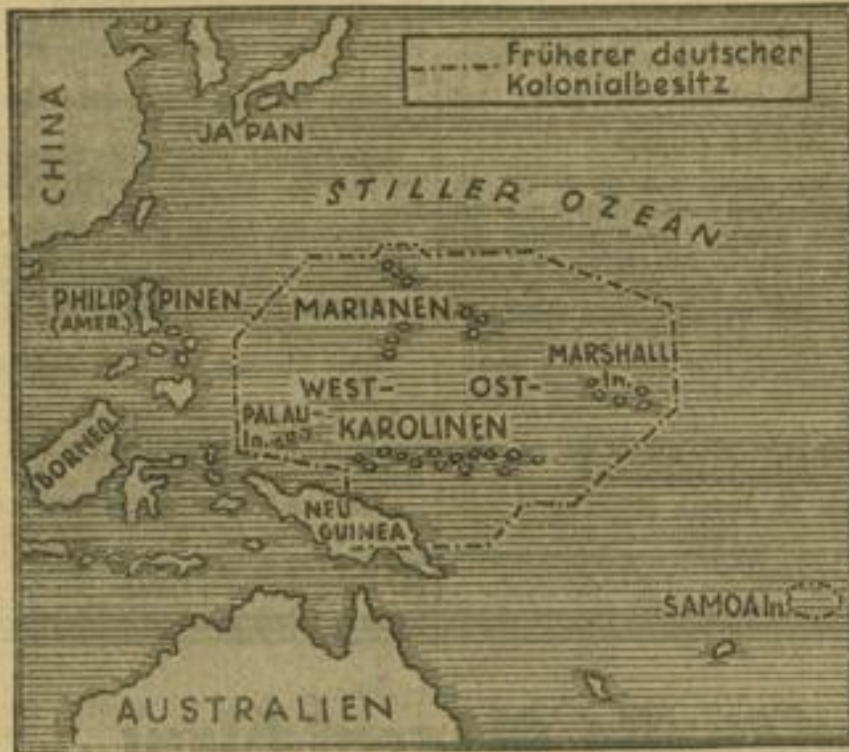 Früherer deutscher
Kolonialbesitz
CHINA
JAPAN
STILLER OZEAN
PHILIPPINEN
(AMER.)
MARIANEN
MARSHALL
In.
WEST-
OST-
PALAU-
In.
KAROLINEN
BORNEO
NEU
GUINEA
SAMOA In.
AUSTRALIEN